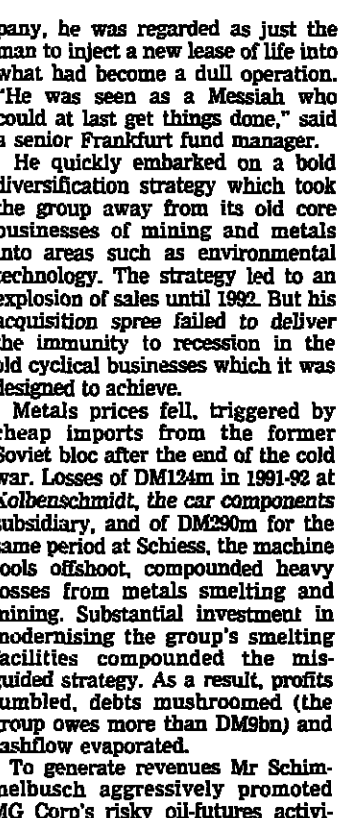 pany, he was regarded as just the
man to inject a new lease of life into
what had become a dull operation.
"He was seen as a Messiah who
could at last get things done," said
a senior Frankfurt fund manager.
He quickly embarked on a bold
diversification strategy which took
the group away from its old core
businesses of mining and metals
into areas such as environmental
technology. The strategy led to an
explosion of sales until 1992. But his
acquisition spree failed to deliver
the immunity to recession in the
old cyclical businesses which it was
designed to achieve.
Metals prices fell, triggered by
cheap imports from the former
Soviet bloc after the end of the cold
war. Losses of DM124m in 1991-92 at
Kolbenschmidt, the car components
subsidiary, and of DM290m for the
same period at Schiess, the machine
tools offshoot, compounded heavy
losses from metals smelting and
mining. Substantial investment in
modernising the group's smelting
facilities compounded the mis-
guided strategy. As a result, profits
tumbled, debts mushroomed (the
group owes more than DM9bn) and
cashflow evaporated.
To generate revenues Mr Schim-
melbusch aggressively promoted
MG Corp's risky oil-futures activi-